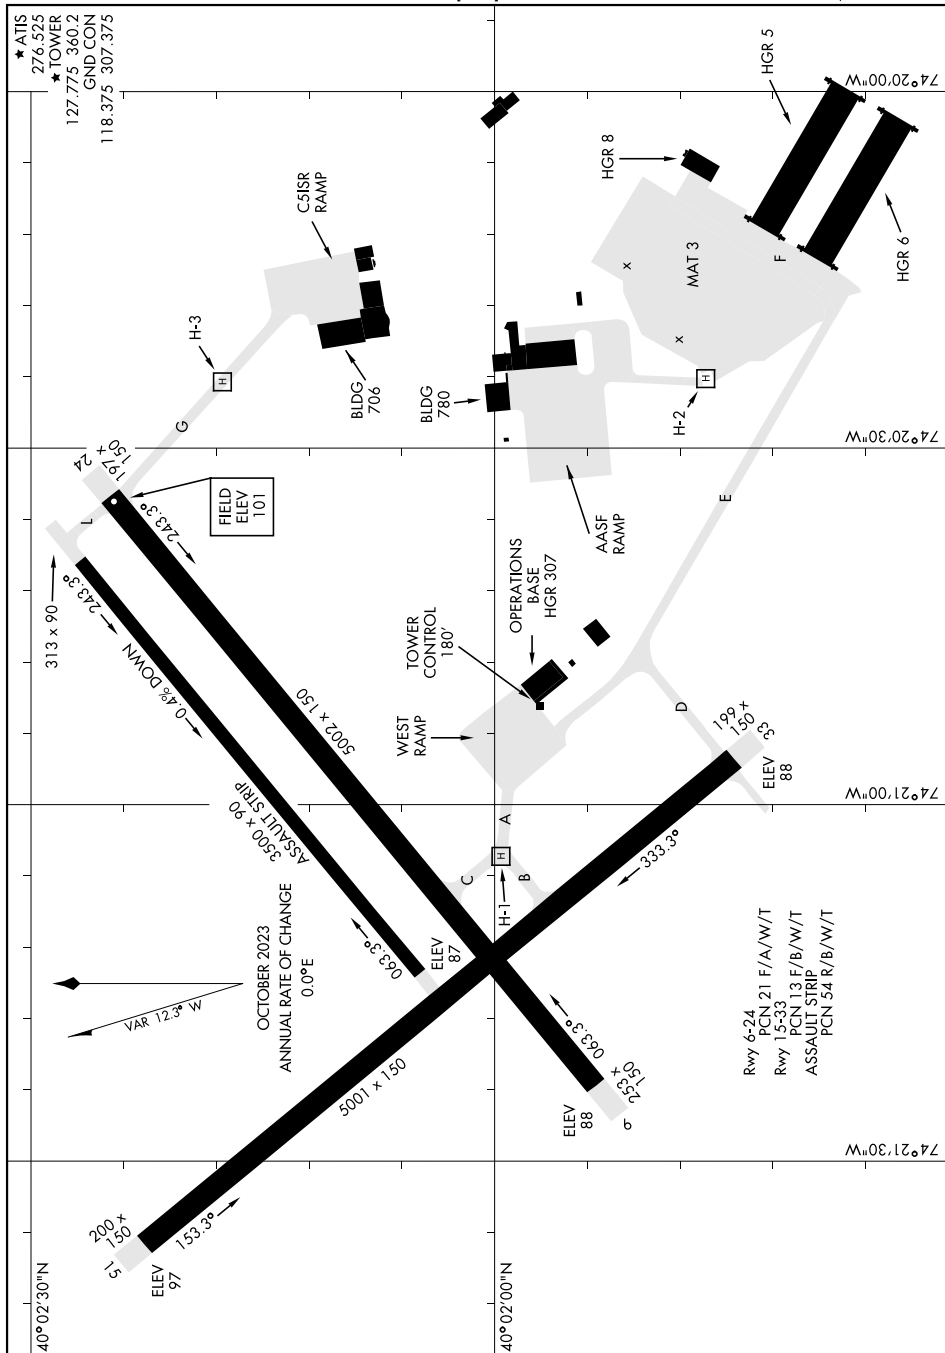 ★ ATIS
276.525
★ TOWER
127.775 360.2
GND CON
118.375 307.375
HGR 5
74°20'00"W
HGR 8
C5ISR
RAMP
MAT 3
F
HGR 6
x
x
H-3
H
BLDG
706
BLDG
780
H-2
H
G
74°20'30"W
24
197 x
150
L
FIELD
ELEV
101
243.3°
243.3°
313 x 90
0.4% DOWN
E
AASF
RAMP
OPERATIONS
BASE
HGR 307
TOWER
CONTROL
180'
WEST
RAMP
5002 x 150
D
199 x
150
33
ELEV
88
74°21'00"W
ASSAULT STRIP
3500 x 90
A
H
C
B
H-1
333.3°
063.3°
ELEV
87
OCTOBER 2023
ANNUAL RATE OF CHANGE
0.0°E
VAR 12.3° W
5001 x 150
063.3°
253 x
150
6
ELEV
88
Rwy 6-24
PCN 21 F/A/W/T
Rwy 15-33
PCN 13 F/B/W/T
ASSAULT STRIP
PCN 54 R/B/W/T
74°21'30"W
200 x
150
15
153.3°
ELEV
97
40°02'30"N
40°02'00"N